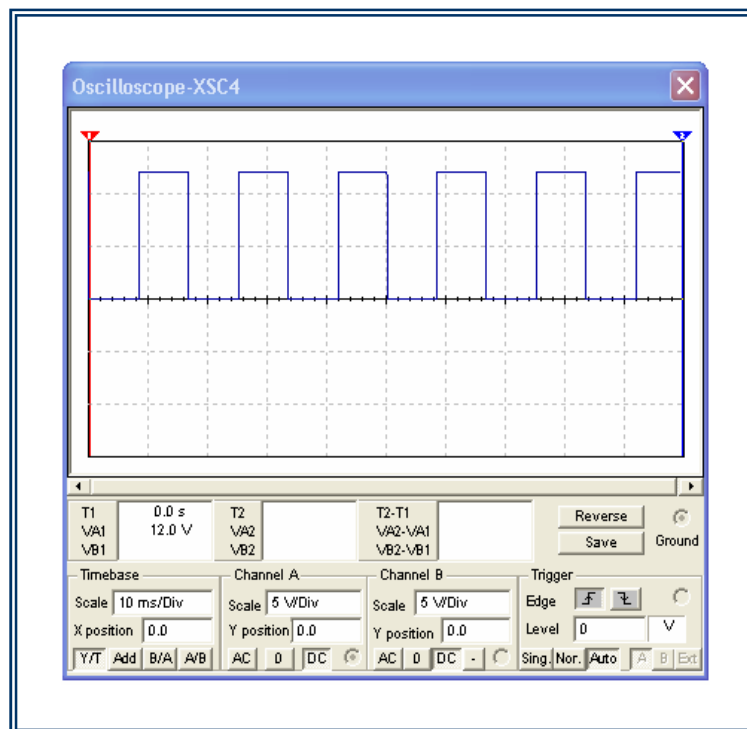 Oscilloscope-XSC4
1 2
T1 0.0 s T2 T2-T1 Reverse
VA1 12.0 V VA2 VA2-VA1
VB1 VB2 VB2-VB1 Save Ground
Timebase Channel A Channel B Trigger
Scale 10 ms/Div Scale 5 V/Div Scale 5 V/Div Edge
X position 0.0 Y position 0.0 Y position 0.0 Level 0 V
Y/T Add B/A A/B AC 0 DC AC 0 DC - Sing. Nor. Auto A B Ext